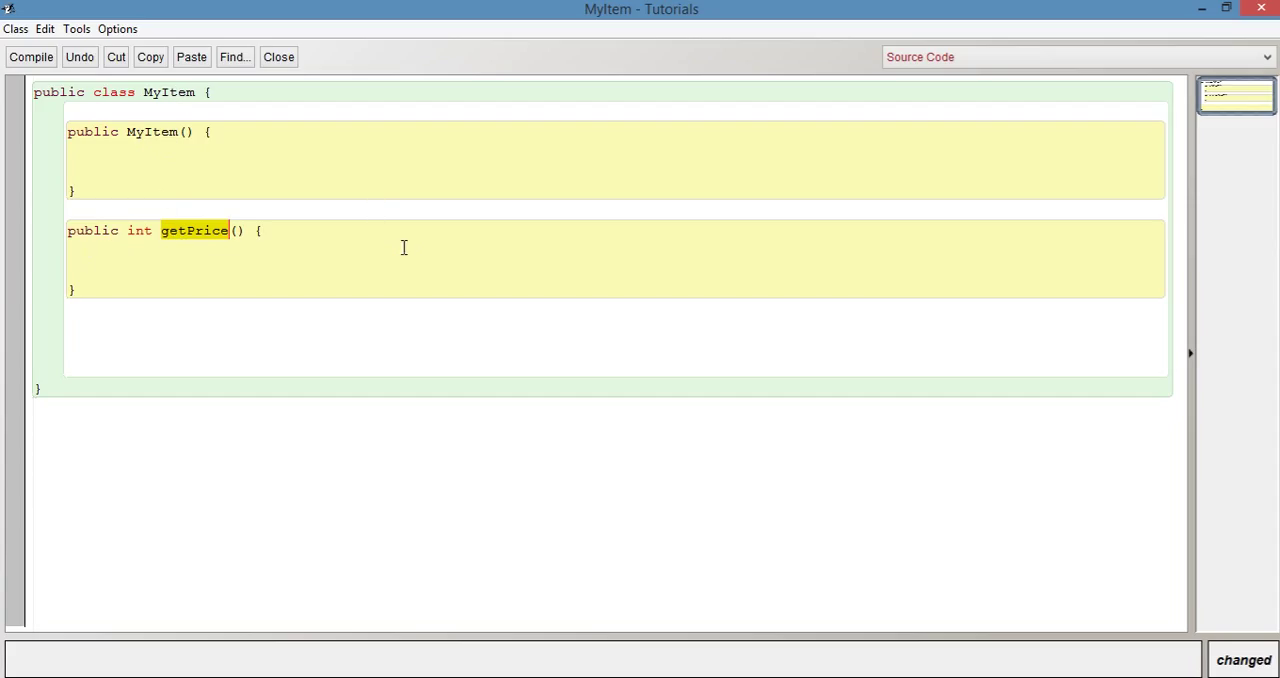 MyItem - Tutorials
Class Edit Tools Options
Compile Undo Cut Copy Paste Find... Close Source Code
public class MyItem {
public MyItem() {
}
public int getPrice() {
}
}
changed